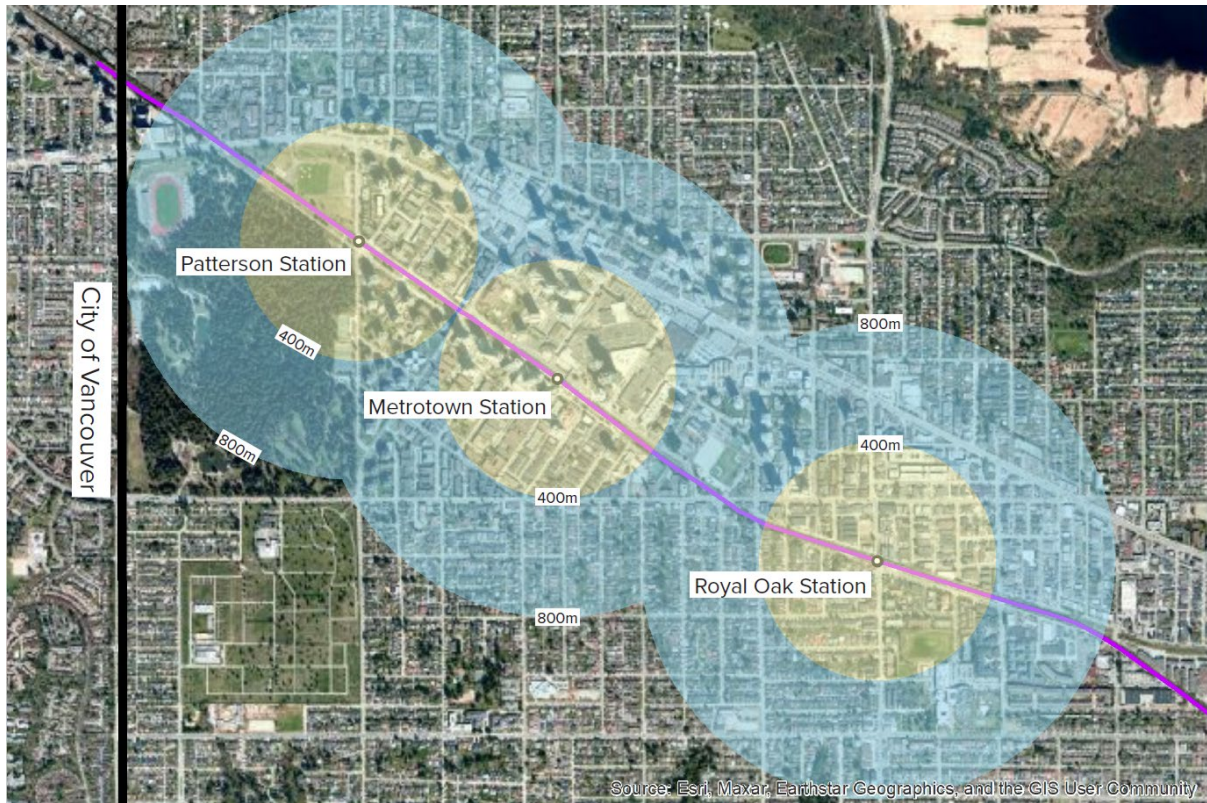 Patterson Station
400m
City of Vancouver
800m
Metrotown Station
800m
400m
400m
Royal Oak Station
800m
Source: Esri, Maxar, Earthstar Geographics, and the GIS User Community